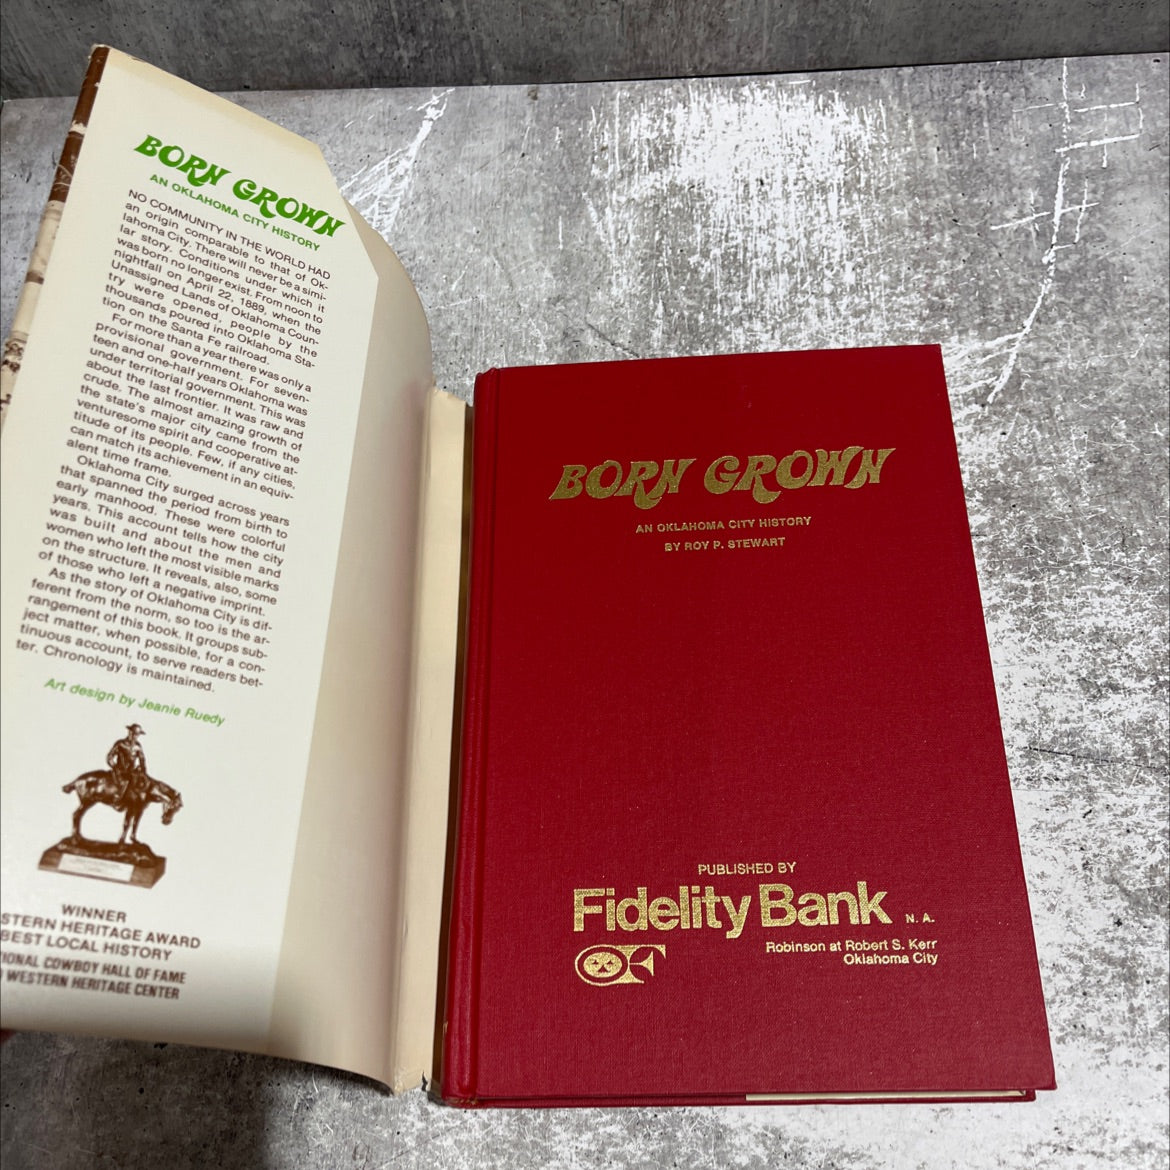 BORN GROWN
AN OKLAHOMA CITY HISTORY
NO COMMUNITY IN THE WORLD HAD
an origin comparable to that of Ok-
lahoma City. There will never be a simi-
lar story. Conditions under which it
was born no longer exist. From noon to
nightfall on April 22, 1889, when the
Unassigned Lands of Oklahoma Coun-
try were opened, people by the
thousands poured into Oklahoma Sta-
tion on the Santa Fe railroad.
For more than a year there was only a
provisional government. For seven-
teen and one-half years Oklahoma was
under territorial government. This was
about the last frontier. It was raw and
crude. The almost amazing growth of
the state's major city came from the
venturesome spirit and cooperative at-
titude of its people. Few, if any cities,
can match its achievement in an equiv-
alent time frame.
Oklahoma City surged across years
that spanned the period from birth to
early manhood. These were colorful
years. This account tells how the city
was built and about the men and
women who left the most visible marks
on the structure. It reveals, also, some
of those who left a negative imprint.
As the story of Oklahoma City is dif-
ferent from the norm, so too is the ar-
rangement of this book. It groups sub-
ject matter, when possible, for a con-
tinuous account, to serve readers bet-
ter. Chronology is maintained.
Art design by Jeanie Ruedy
WINNER
STERN HERITAGE AWARD
BEST LOCAL HISTORY
IONAL COWBOY HALL OF FAME
WESTERN HERITAGE CENTER
BORN GROWN
AN OKLAHOMA CITY HISTORY
BY ROY P. STEWART
PUBLISHED BY
Fidelity Bank N. A.
Robinson at Robert S. Kerr
Oklahoma City